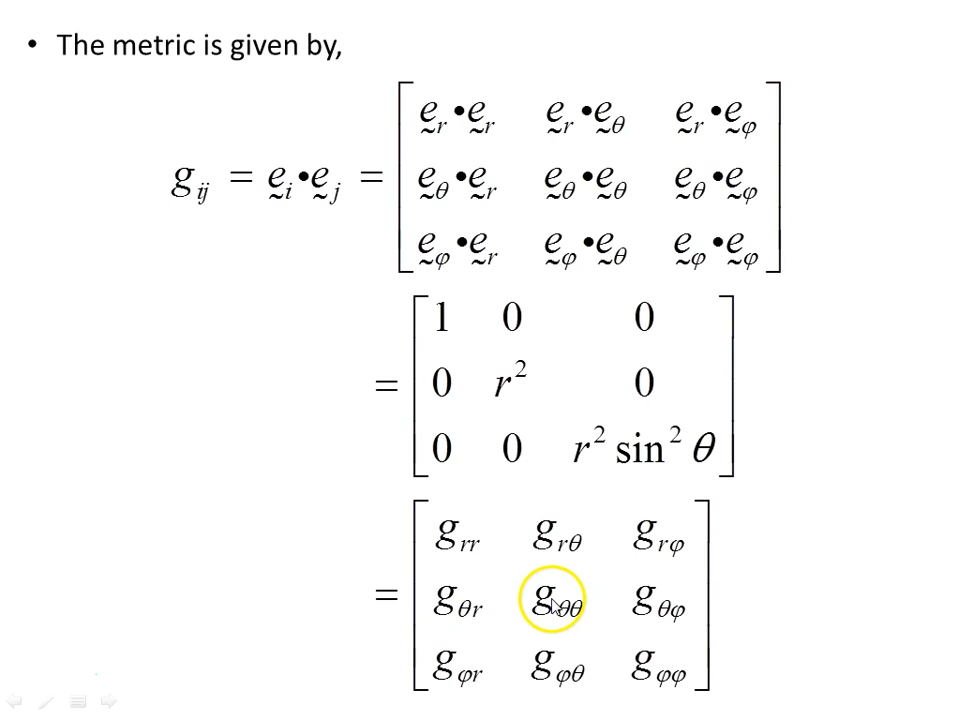 • The metric is given by,
g_ij = e_i•e_j = [ e_r•e_r e_r•e_θ e_r•e_φ
e_θ•e_r e_θ•e_θ e_θ•e_φ
e_φ•e_r e_φ•e_θ e_φ•e_φ ]
= [ 1 0 0
0 r² 0
0 0 r² sin² θ ]
= [ g_rr g_rθ g_rφ
g_θr g_θθ g_θφ
g_φr g_φθ g_φφ ]